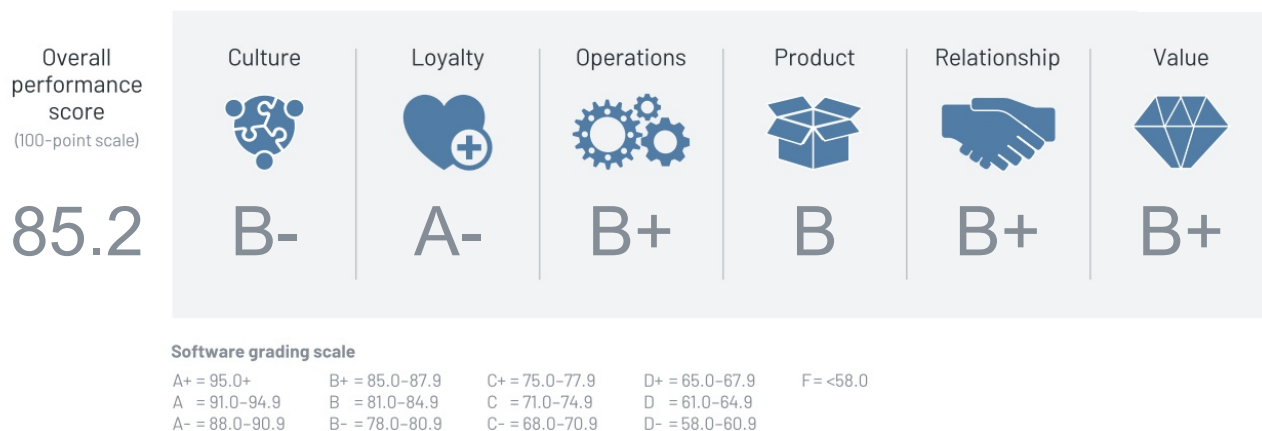 Overall
performance
score
(100-point scale)
85.2
Culture
B-
Loyalty
A-
Operations
B+
Product
B
Relationship
B+
Value
B+
Software grading scale
A+ = 95.0+
A = 91.0–94.9
A- = 88.0–90.9
B+ = 85.0–87.9
B = 81.0–84.9
B- = 78.0–80.9
C+ = 75.0–77.9
C = 71.0–74.9
C- = 68.0–70.9
D+ = 65.0–67.9
D = 61.0–64.9
D- = 58.0–60.9
F = <58.0